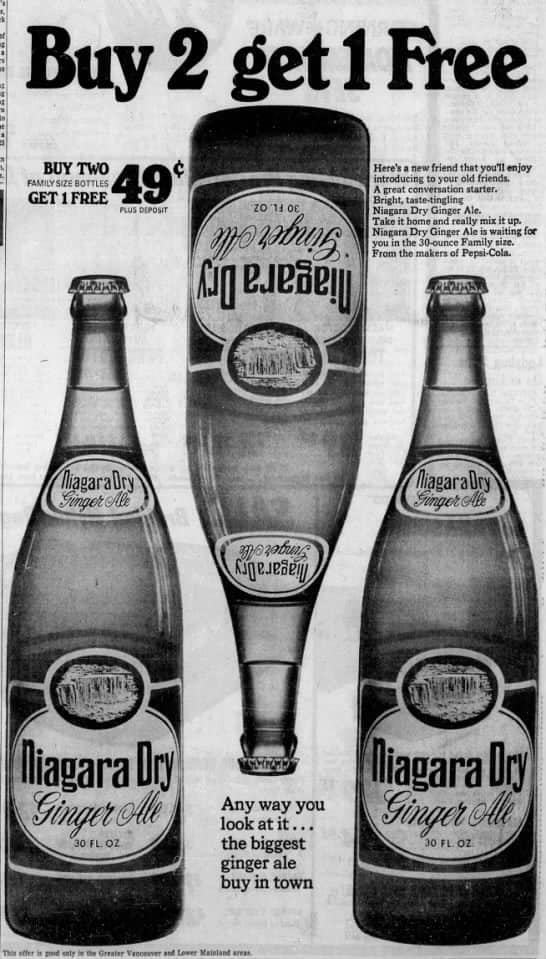 Buy 2 get 1 Free
BUY TWO
FAMILY SIZE BOTTLES
GET 1 FREE
49¢
PLUS DEPOSIT
Here's a new friend that you'll enjoy
introducing to your old friends.
A great conversation starter.
Bright, taste-tingling
Niagara Dry Ginger Ale.
Take it home and really mix it up.
Niagara Dry Ginger Ale is waiting for
you in the 30-ounce Family size.
From the makers of Pepsi-Cola.
Niagara Dry
Ginger Ale
30 FL. OZ.
Niagara Dry
Ginger Ale
Niagara Dry
Ginger Ale
Niagara Dry
Ginger Ale
30 FL. OZ.
Niagara Dry
Ginger Ale
Niagara Dry
Ginger Ale
30 FL. OZ.
Any way you
look at it...
the biggest
ginger ale
buy in town
This offer is good only in the Greater Vancouver and Lower Mainland areas.